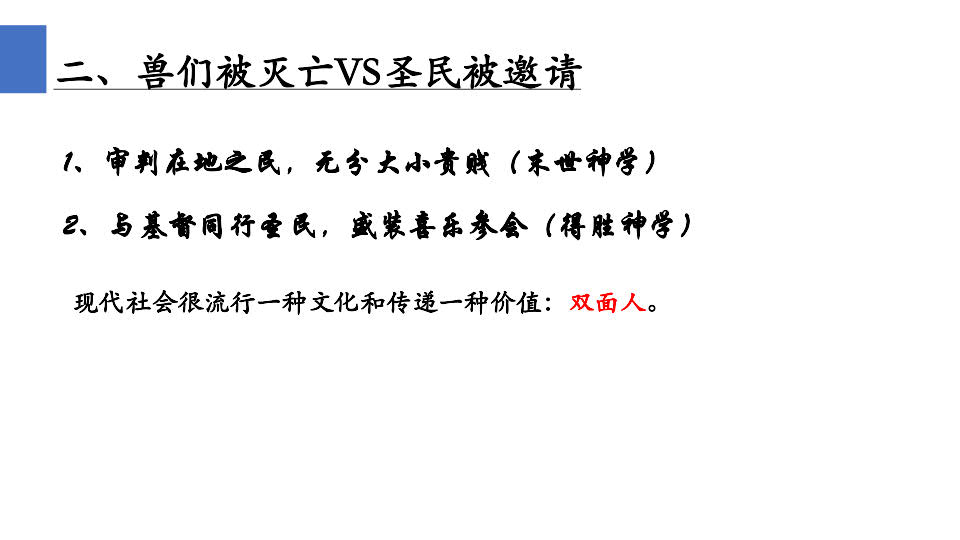 二、兽们被灭亡VS圣民被邀请
1、审判在地之民，无分大小贵贱（末世神学）
2、与基督同行圣民，盛装喜乐参会（得胜神学）
现代社会很流行一种文化和传递一种价值：双面人。